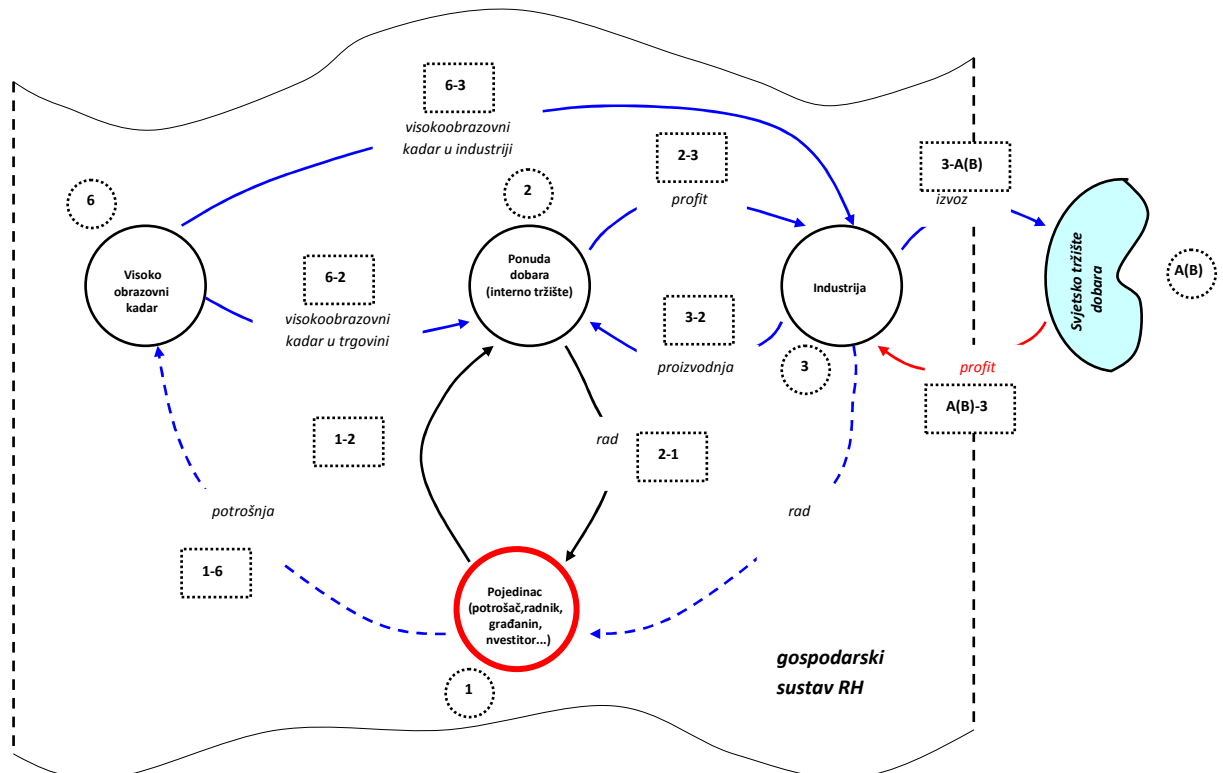 6-3
visokoobrazovni
kadar u industriji
2-3
profit
3-A(B)
izvoz
6
2
Visoko
obrazovni
kadar
Ponuda
dobara
(interno tržište)
Industrija
Svjetsko tržište
dobara
A(B)
6-2
visokoobrazovni
kadar u trgovini
3-2
proizvodnja
3
profit
A(B)-3
1-2
rad
2-1
potrošnja
rad
1-6
Pojedinac
(potrošač,radnik,
građanin,
nvestitor...)
1
gospodarski
sustav RH